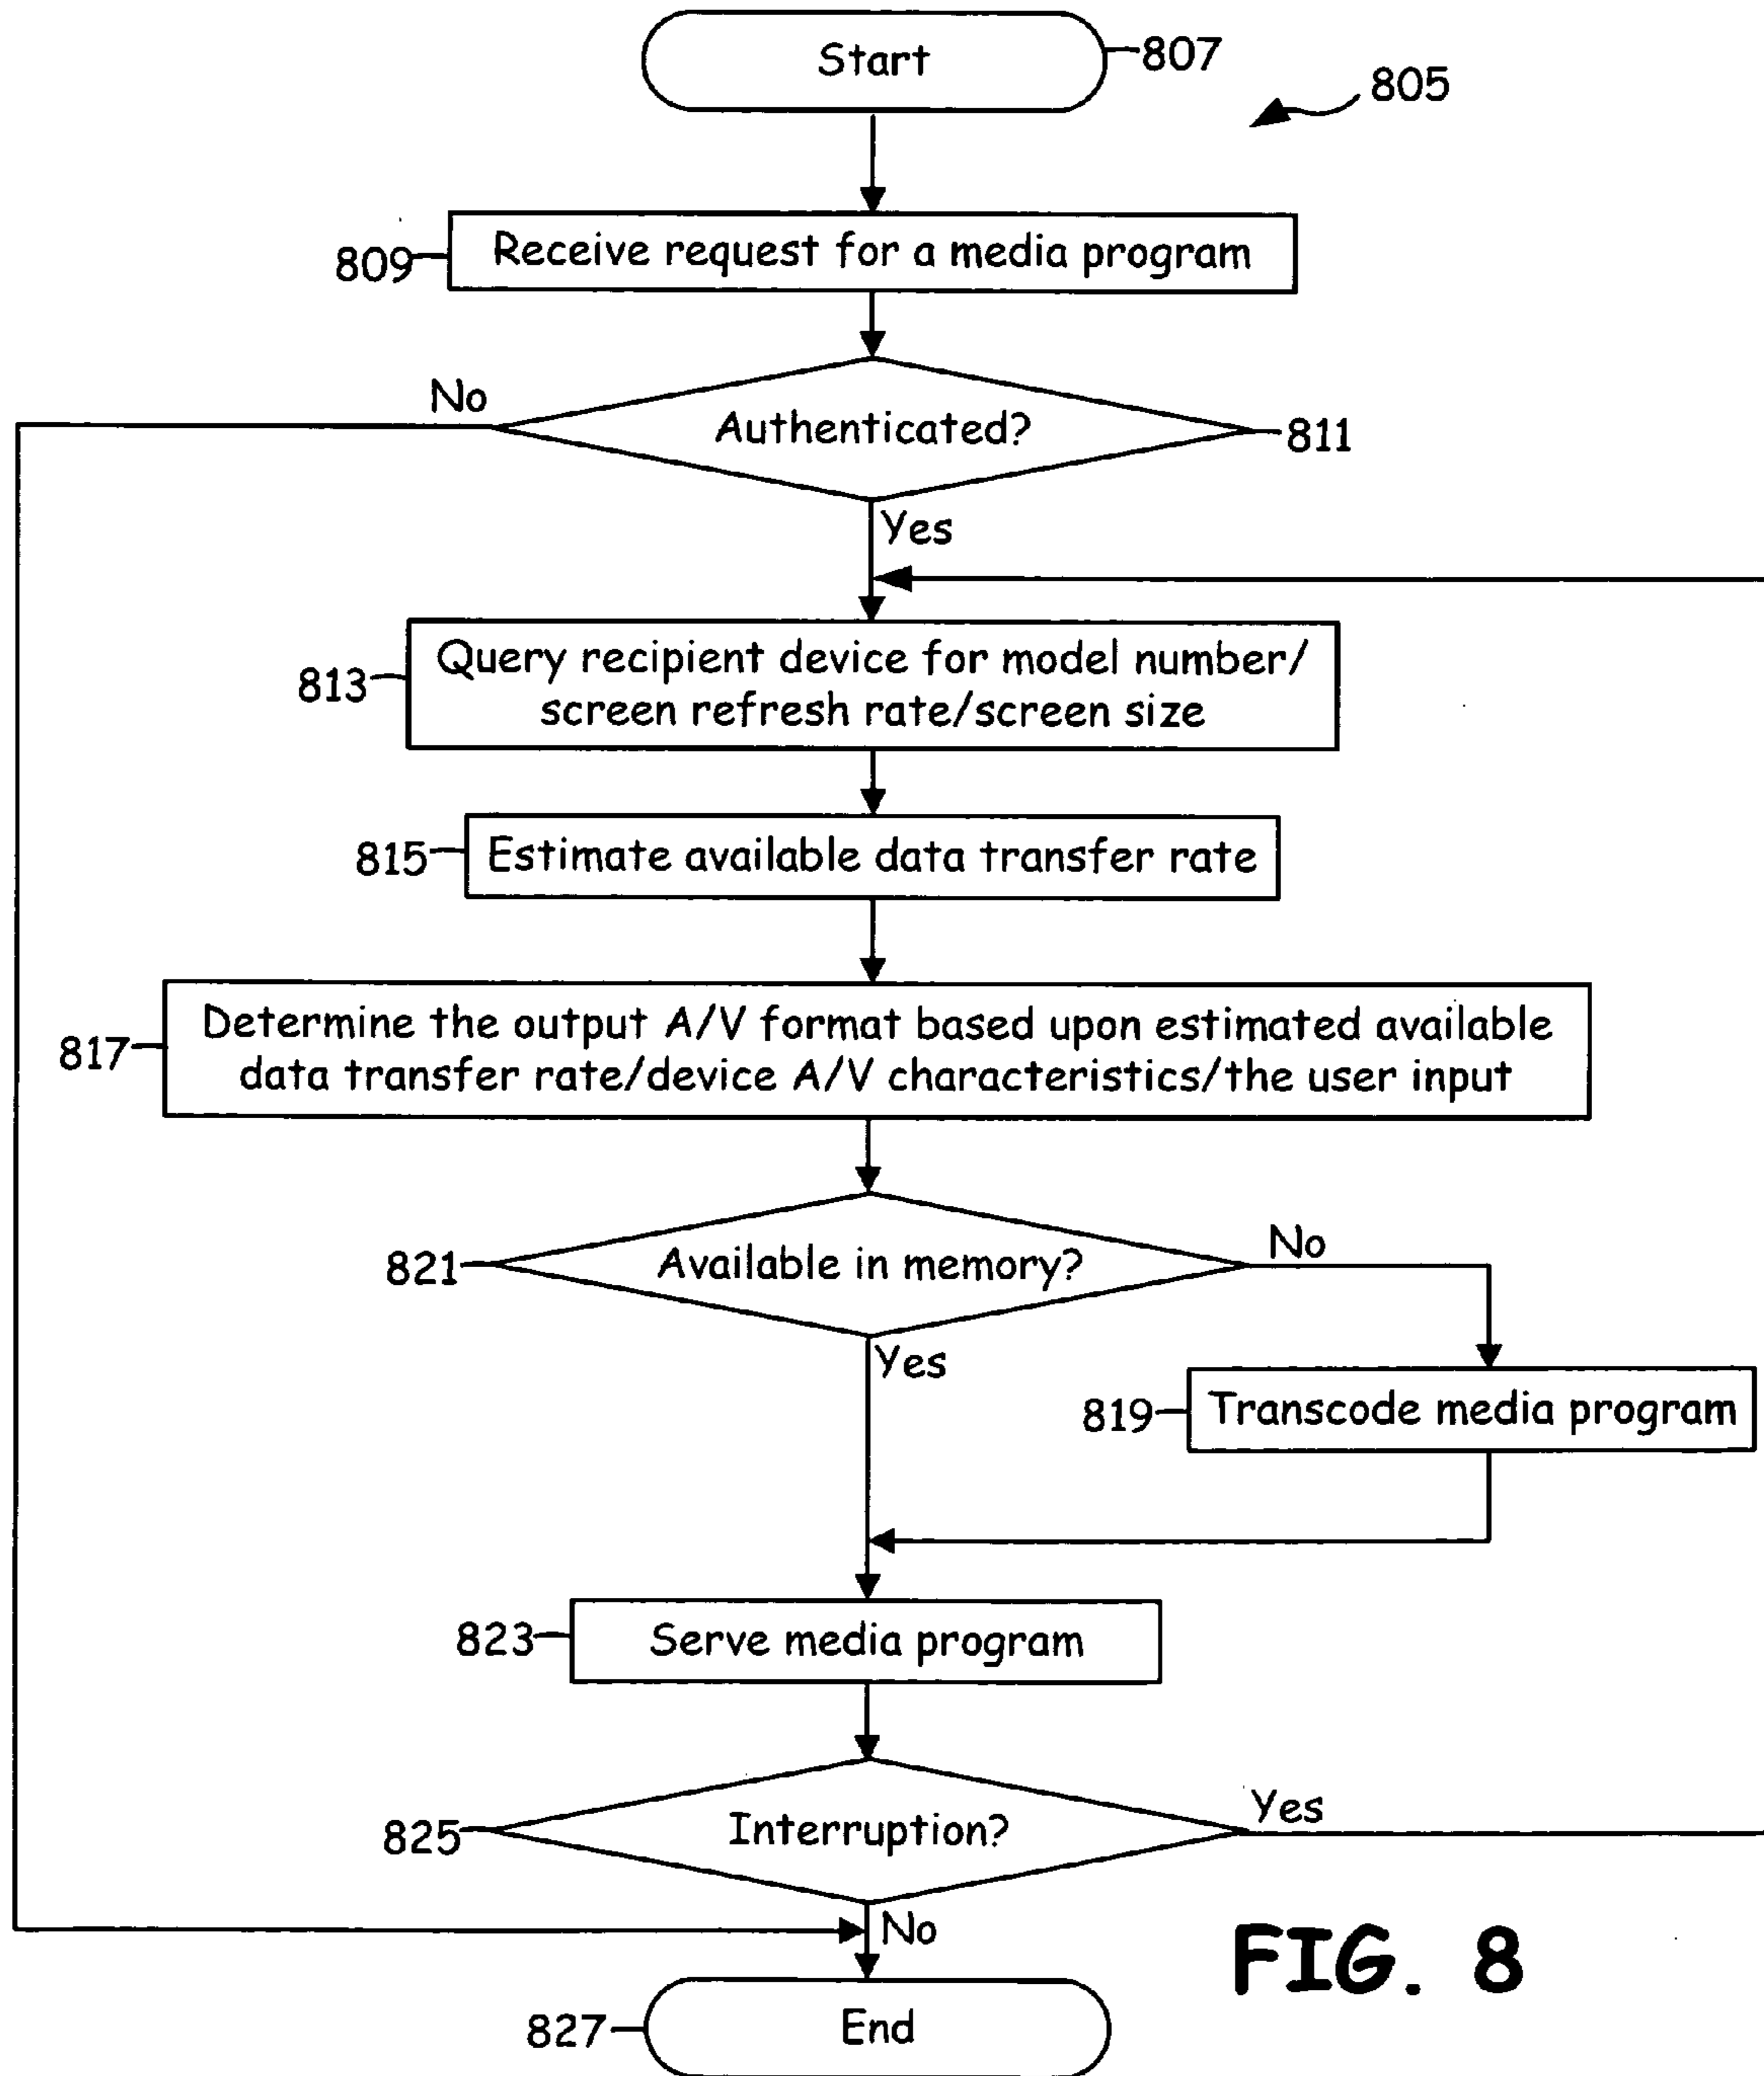 Start
807
805
809
Receive request for a media program
No
Authenticated?
811
Yes
813
Query recipient device for model number/
screen refresh rate/screen size
815
Estimate available data transfer rate
817
Determine the output A/V format based upon estimated available
data transfer rate/device A/V characteristics/the user input
821
Available in memory?
No
Yes
819
Transcode media program
823
Serve media program
825
Interruption?
Yes
No
FIG. 8
827
End